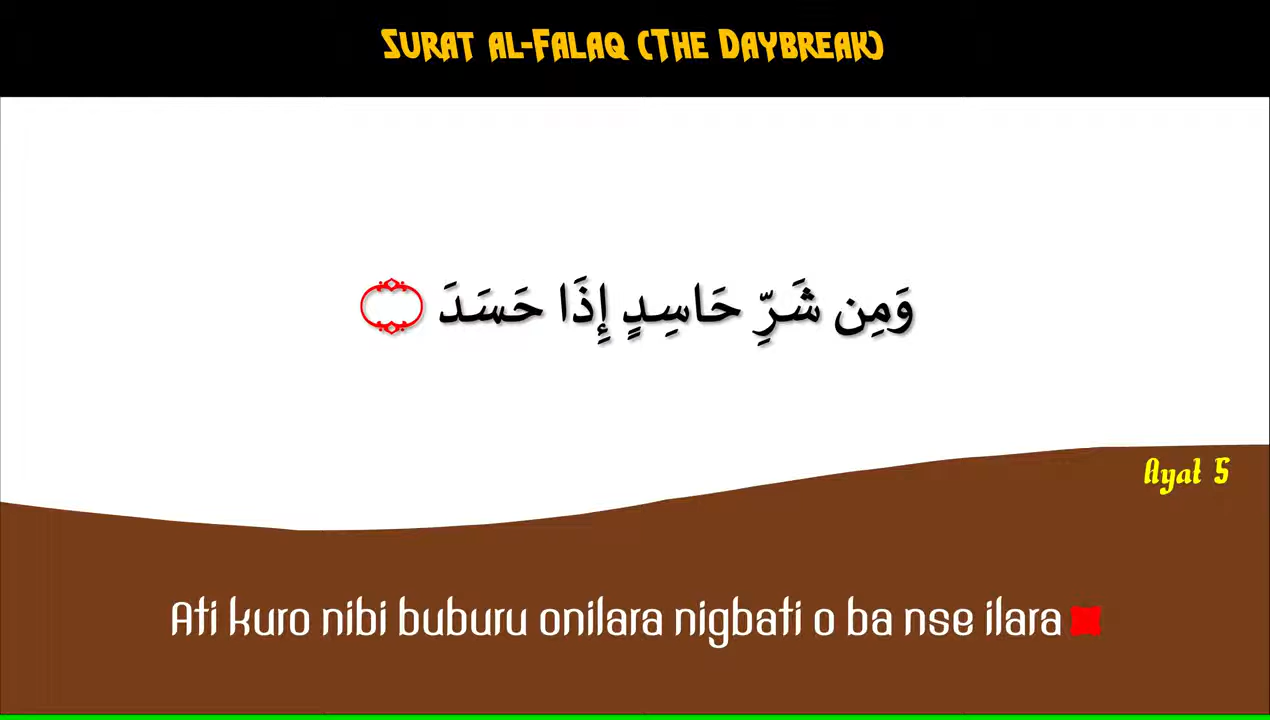 Surat al-Falaq (The Daybreak)
وَمِن شَرِّ حَاسِدٍ إِذَا حَسَدَ
Ayat 5
Ati kuro nibi buburu onilara nigbati o ba nse ilara